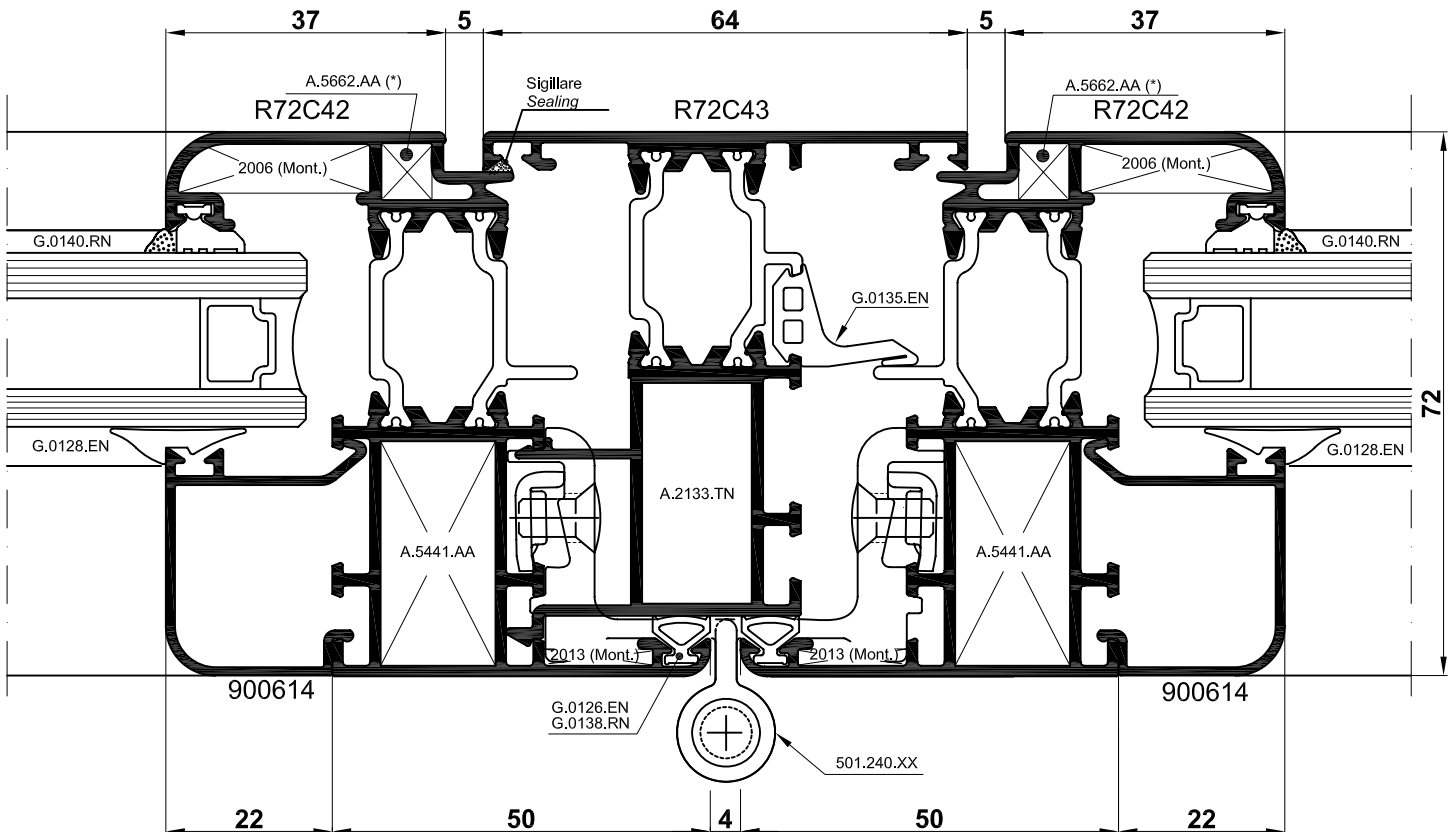 37
5
64
5
37
A.5662.AA (*)
Sigillare
Sealing
A.5662.AA (*)
R72C42
R72C43
R72C42
2006 (Mont.)
2006 (Mont.)
G.0140.RN
G.0140.RN
G.0135.EN
72
G.0128.EN
G.0128.EN
A.2133.TN
A.5441.AA
A.5441.AA
2013 (Mont.)
2013 (Mont.)
900614
900614
G.0126.EN
G.0138.RN
501.240.XX
22
50
4
50
22